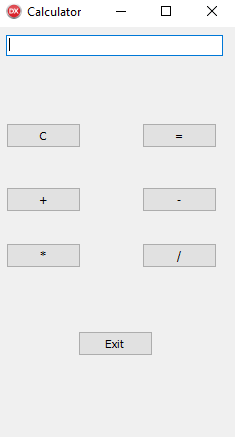 DX Calculator
C =
+ -
* /
Exit